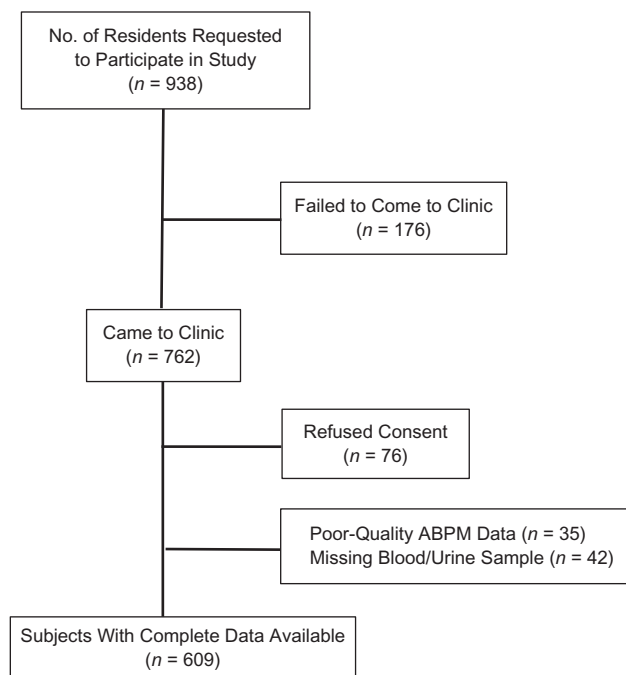 No. of Residents Requested
to Participate in Study
(n = 938)
Failed to Come to Clinic
(n = 176)
Came to Clinic
(n = 762)
Refused Consent
(n = 76)
Poor-Quality ABPM Data (n = 35)
Missing Blood/Urine Sample (n = 42)
Subjects With Complete Data Available
(n = 609)